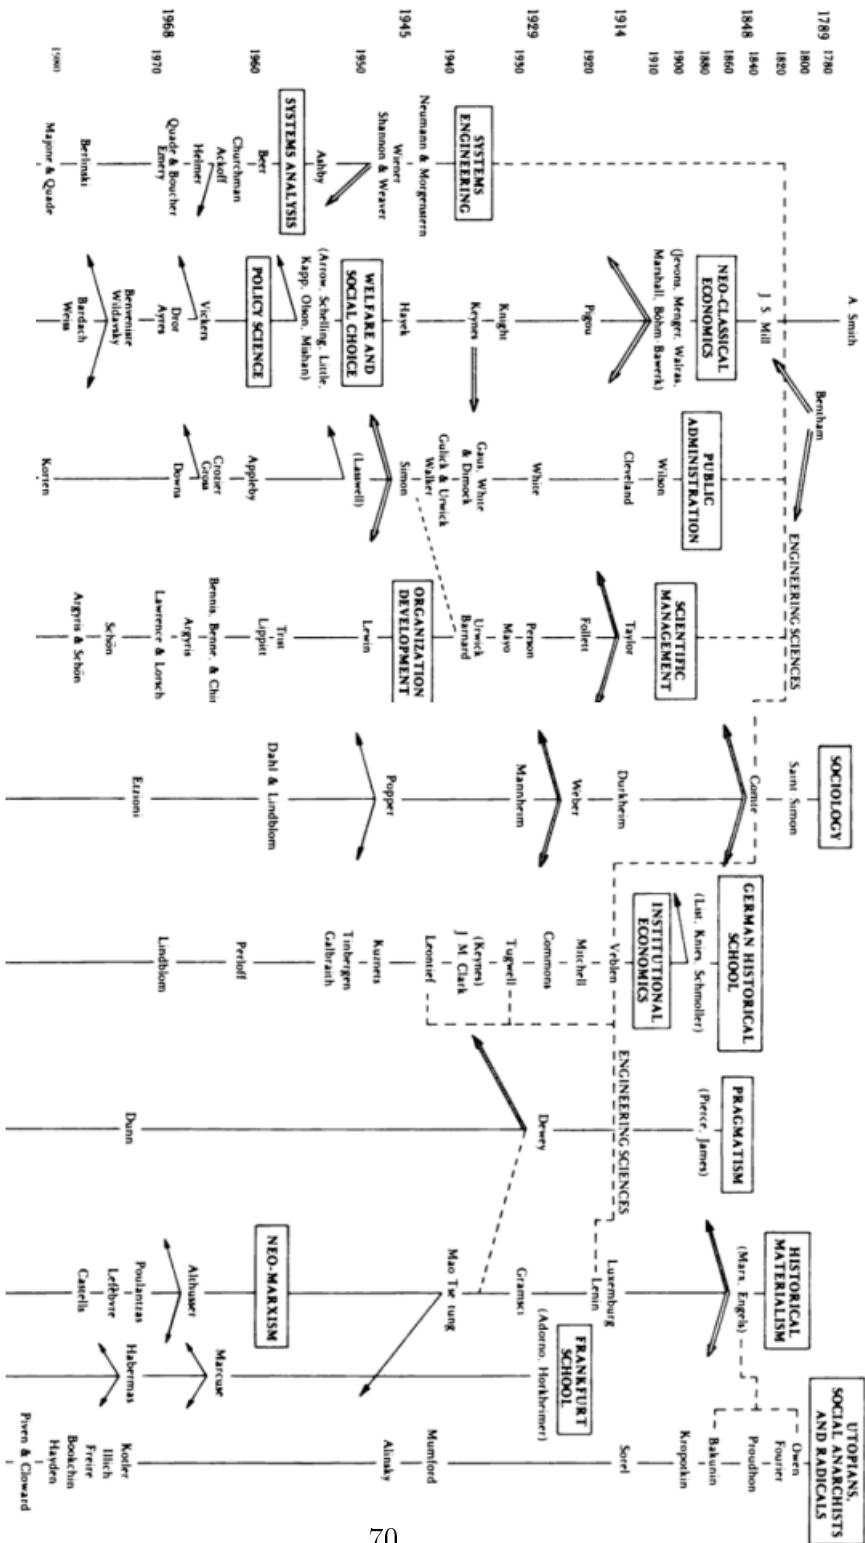 1789
1780
1800
1820
1848
1840
1860
1880
1900
1910
1914
1920
1929
1930
1940
1945
1950
1960
1968
1970
1980
SYSTEMS
ENGINEERING
Neumann & Morgenstern
Wiener
Shannon & Weaver
Ashby
SYSTEMS ANALYSIS
Beer
Churchman
Ackoff
Helmer
Quade & Boucher
Emery
Berlinski
Majone & Quade
A. Smith
J. S. Mill
NEO-CLASSICAL
ECONOMICS
(Jevons, Menger, Walras,
Marshall, Böhm-Bawerk)
Pigou
Knight
Keynes
Hayek
WELFARE AND
SOCIAL CHOICE
(Arrow, Schelling, Little,
Kapp, Olson, Mishan)
POLICY SCIENCE
Vickers
Dror
Ayres
Benveniste
Wildavsky
Bardach
Weiss
Bentham
PUBLIC
ADMINISTRATION
Wilson
Cleveland
White
Gaus, White
& Dimock
Gulick & Urwick
Walker
Simon
(Lasswell)
Appleby
Crozier
Gross
Downs
Korten
ENGINEERING SCIENCES
SCIENTIFIC
MANAGEMENT
Taylor
Follett
Person
Mayo
Urwick
Barnard
ORGANIZATION
DEVELOPMENT
Lewin
Trist
Lippitt
Bennis, Benne, & Chin
Argyris
Lawrence & Lorsch
Schön
Argyris & Schön
SOCIOLOGY
Saint Simon
Comte
Durkheim
Weber
Mannheim
Popper
Dahl & Lindblom
Etzioni
GERMAN HISTORICAL
SCHOOL
(List, Knies, Schmoller)
INSTITUTIONAL
ECONOMICS
Veblen
Mitchell
Commons
Tugwell
(Keynes)
J. M. Clark
Leontief
Kuznets
Tinbergen
Galbraith
Perloff
Lindblom
ENGINEERING SCIENCES
PRAGMATISM
(Pierce, James)
Dewey
Dunn
HISTORICAL
MATERIALISM
(Marx, Engels)
Luxemburg
Lenin
Gramsci
Mao Tse tung
NEO-MARXISM
Althusser
Poulantzas
Lefèbvre
Castells
FRANKFURT
SCHOOL
(Adorno, Horkheimer)
Marcuse
Habermas
UTOPIANS,
SOCIAL ANARCHISTS
AND RADICALS
Owen
Fourier
Proudhon
Bakunin
Kropotkin
Sorel
Mumford
Alinsky
Kotler
Illich
Freire
Bookchin
Hayden
Piven & Cloward
70